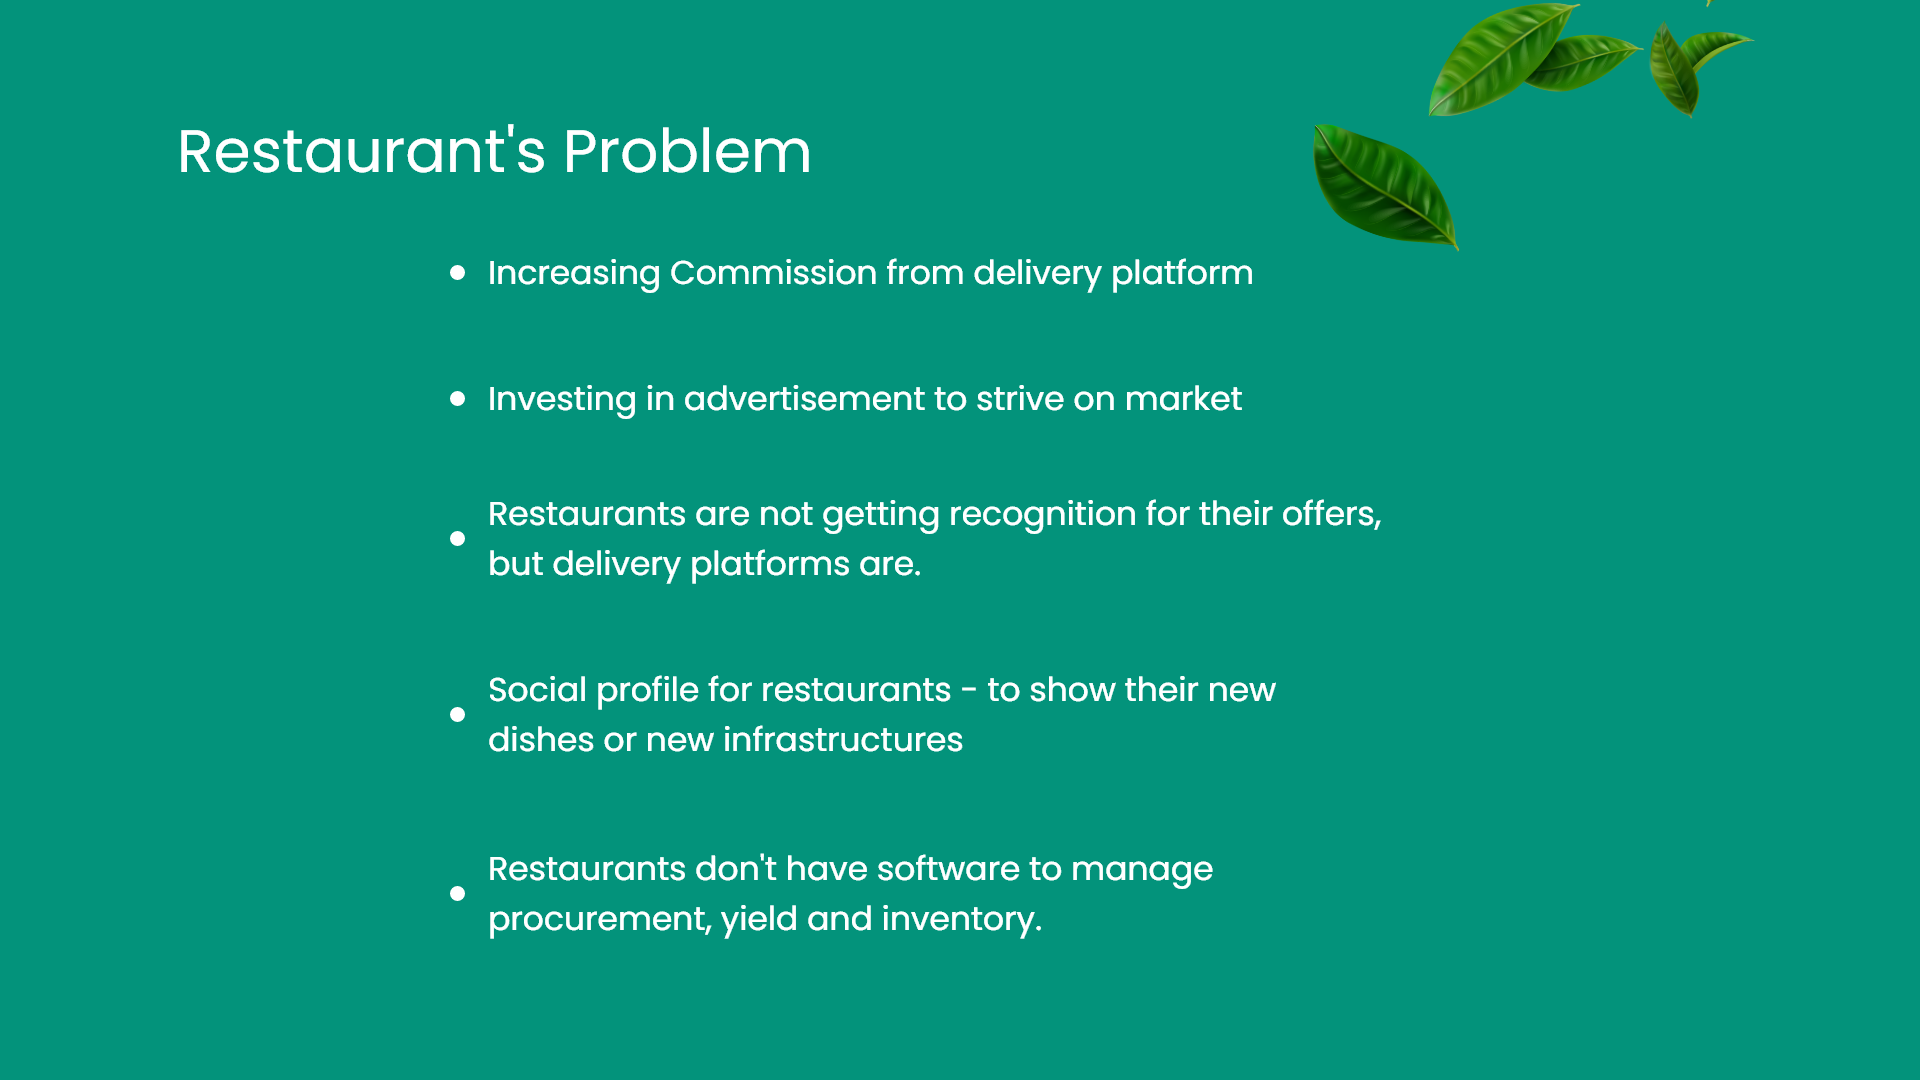 Restaurant's Problem
• Increasing Commission from delivery platform
• Investing in advertisement to strive on market
• Restaurants are not getting recognition for their offers,
but delivery platforms are.
• Social profile for restaurants - to show their new
dishes or new infrastructures
• Restaurants don't have software to manage
procurement, yield and inventory.